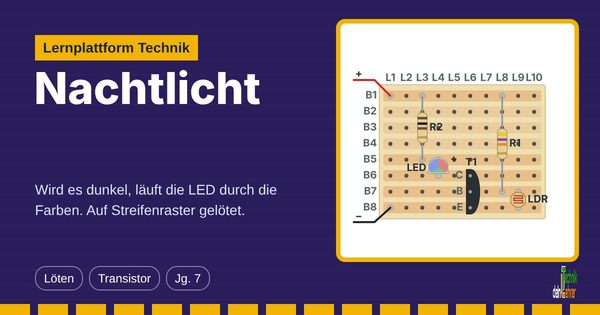 Lernplattform Technik
Nachtlicht
Wird es dunkel, läuft die LED durch die
Farben. Auf Streifenraster gelötet.
Löten
Transistor
Jg. 7
+
L1 L2 L3 L4 L5 L6 L7 L8 L9 L10
B1
B2
B3
R2
B4
R1
B5
+
T1
LED
B6
C
B7
B
LDR
B8
E
−